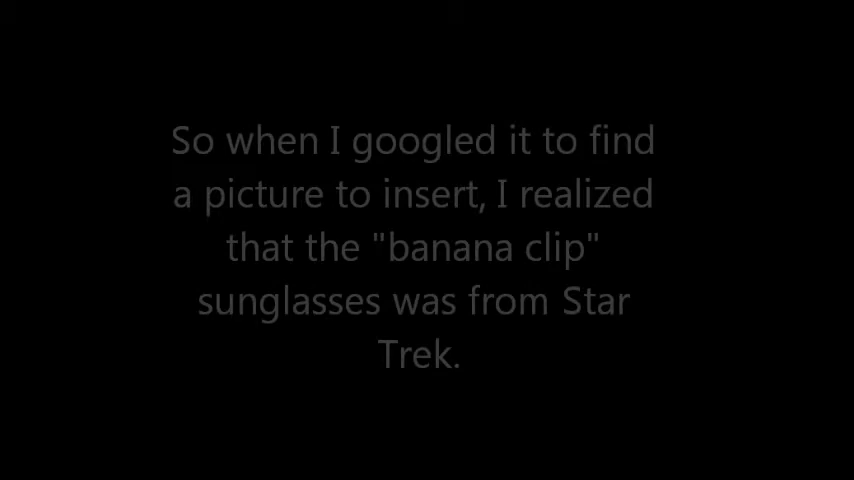 So when I googled it to find
a picture to insert, I realized
that the "banana clip"
sunglasses was from Star
Trek.